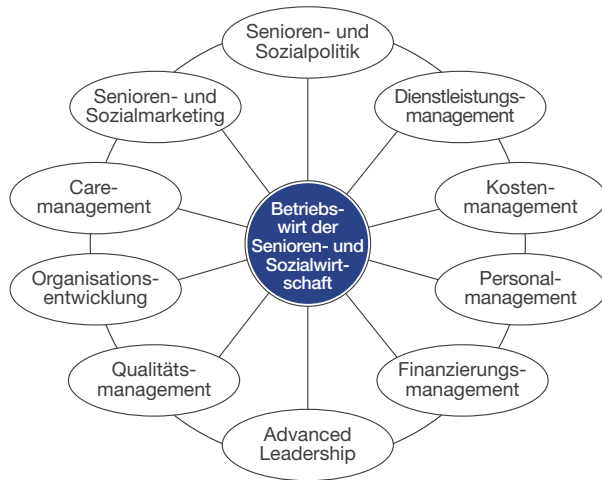 Senioren- und
Sozialpolitik
Dienstleistungs-
management
Kosten-
management
Personal-
management
Finanzierungs-
management
Advanced
Leadership
Qualitäts-
management
Organisations-
entwicklung
Care-
management
Senioren- und
Sozialmarketing
Betriebs-
wirt der
Senioren- und
Sozialwirt-
schaft